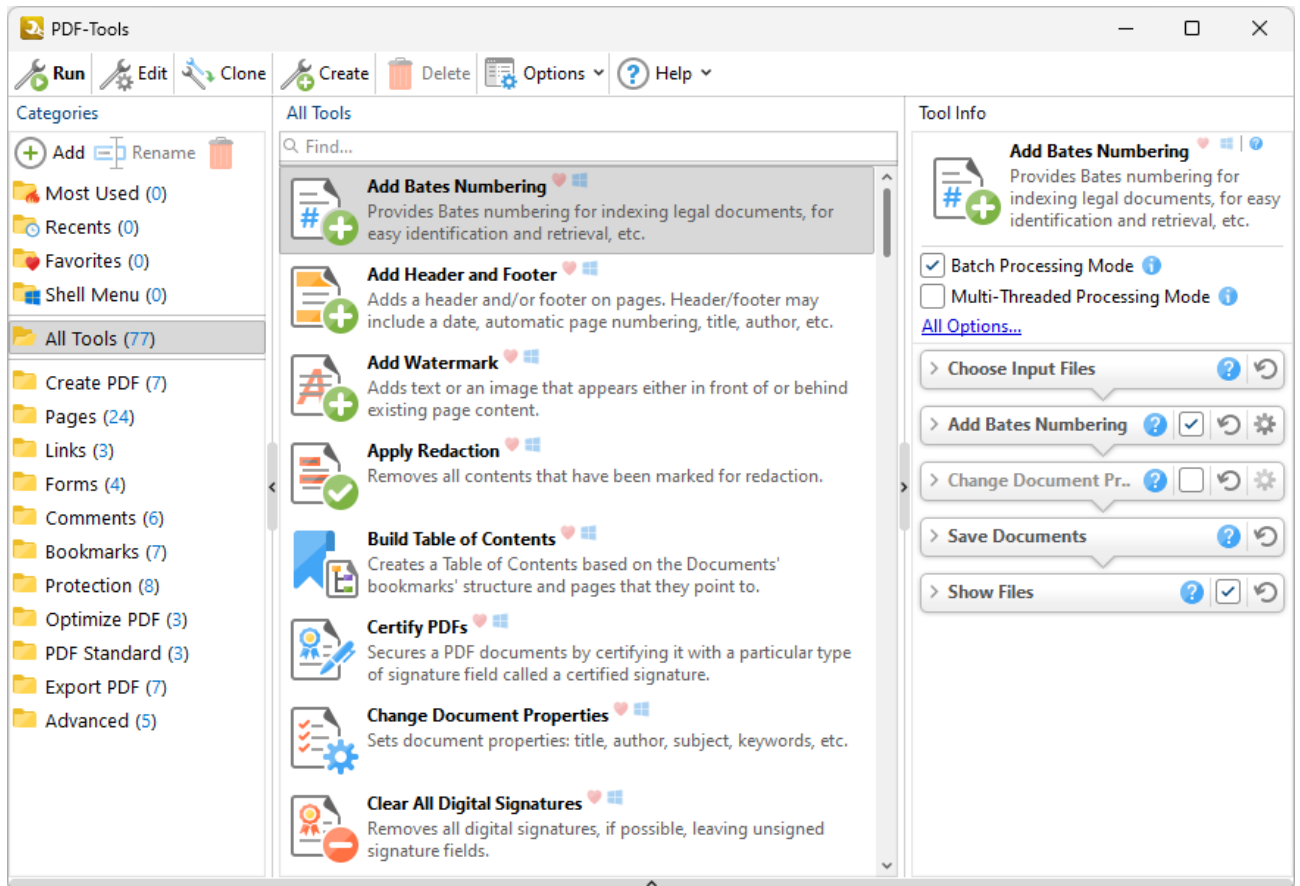 PDF-Tools
Run Edit Clone Create Delete Options Help
Categories
Add Rename
Most Used (0)
Recents (0)
Favorites (0)
Shell Menu (0)
All Tools (77)
Create PDF (7)
Pages (24)
Links (3)
Forms (4)
Comments (6)
Bookmarks (7)
Protection (8)
Optimize PDF (3)
PDF Standard (3)
Export PDF (7)
Advanced (5)
All Tools
Find...
Add Bates Numbering
Provides Bates numbering for indexing legal documents, for
easy identification and retrieval, etc.
Add Header and Footer
Adds a header and/or footer on pages. Header/footer may
include a date, automatic page numbering, title, author, etc.
Add Watermark
Adds text or an image that appears either in front of or behind
existing page content.
Apply Redaction
Removes all contents that have been marked for redaction.
Build Table of Contents
Creates a Table of Contents based on the Documents'
bookmarks' structure and pages that they point to.
Certify PDFs
Secures a PDF documents by certifying it with a particular type
of signature field called a certified signature.
Change Document Properties
Sets document properties: title, author, subject, keywords, etc.
Clear All Digital Signatures
Removes all digital signatures, if possible, leaving unsigned
signature fields.
Tool Info
Add Bates Numbering
Provides Bates numbering for
indexing legal documents, for easy
identification and retrieval, etc.
Batch Processing Mode
Multi-Threaded Processing Mode
All Options...
Choose Input Files
Add Bates Numbering
Change Document Pr..
Save Documents
Show Files